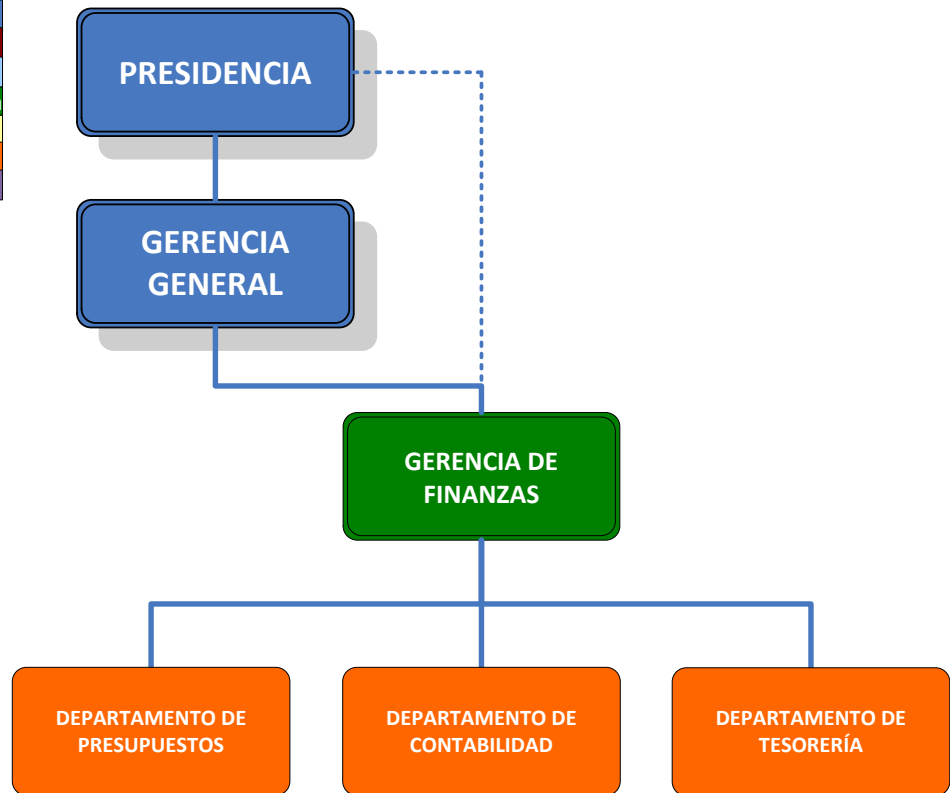 PRESIDENCIA
GERENCIA
GENERAL
GERENCIA DE
FINANZAS
DEPARTAMENTO DE
PRESUPUESTOS
DEPARTAMENTO DE
CONTABILIDAD
DEPARTAMENTO DE
TESORERÍA